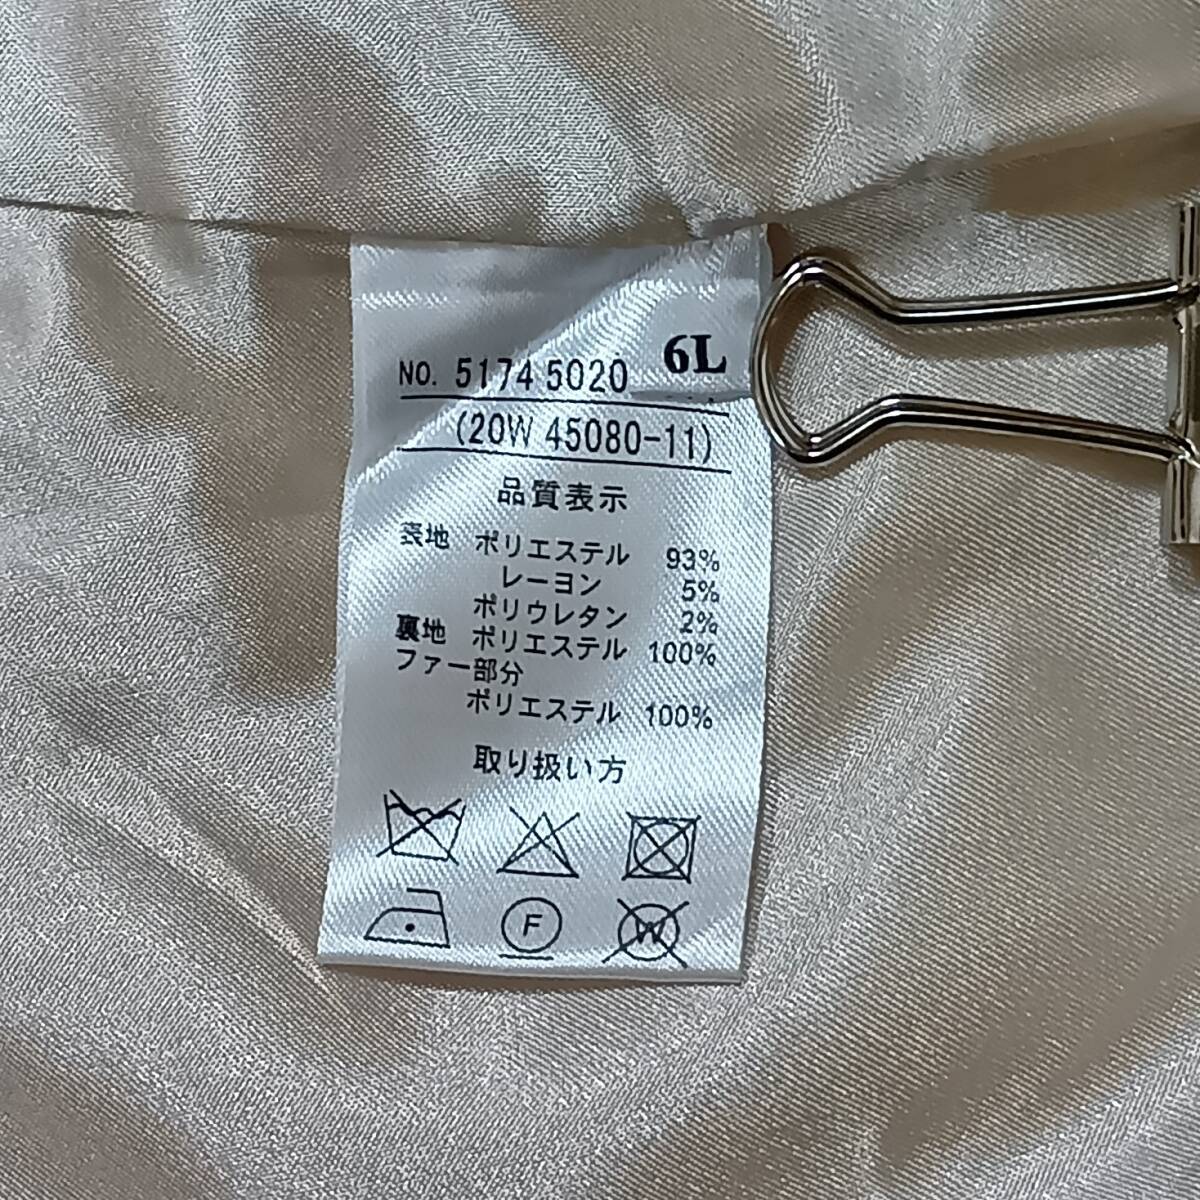 NO. 5174 5020 6L
(20W 45080-11)
品質表示
表地 ポリエステル 93%
レーヨン 5%
ポリウレタン 2%
裏地 ポリエステル 100%
ファー部分
ポリエステル 100%
取り扱い方
F W